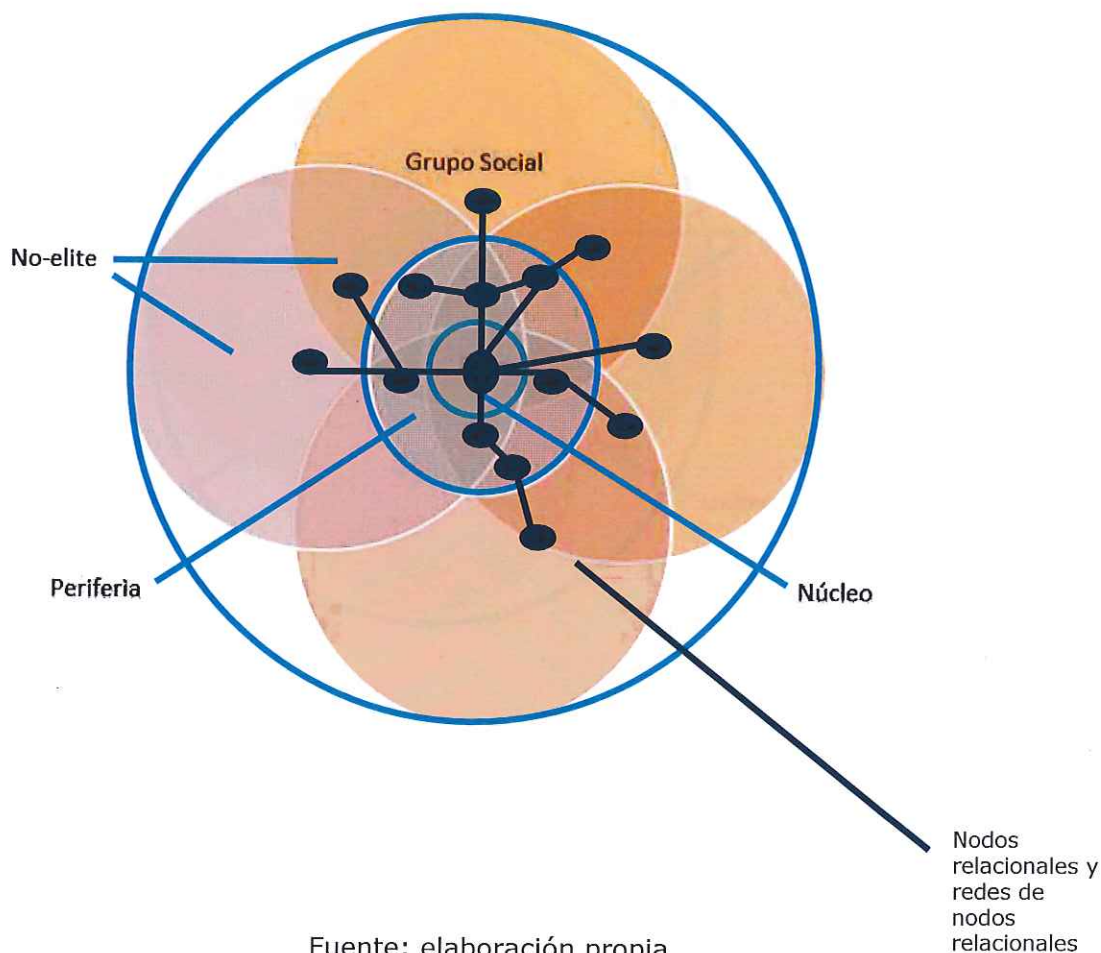 Grupo Social
No-elite
Periferia
Núcleo
Nodos
relacionales y
redes de
nodos
relacionales
Fuente: elaboración propia